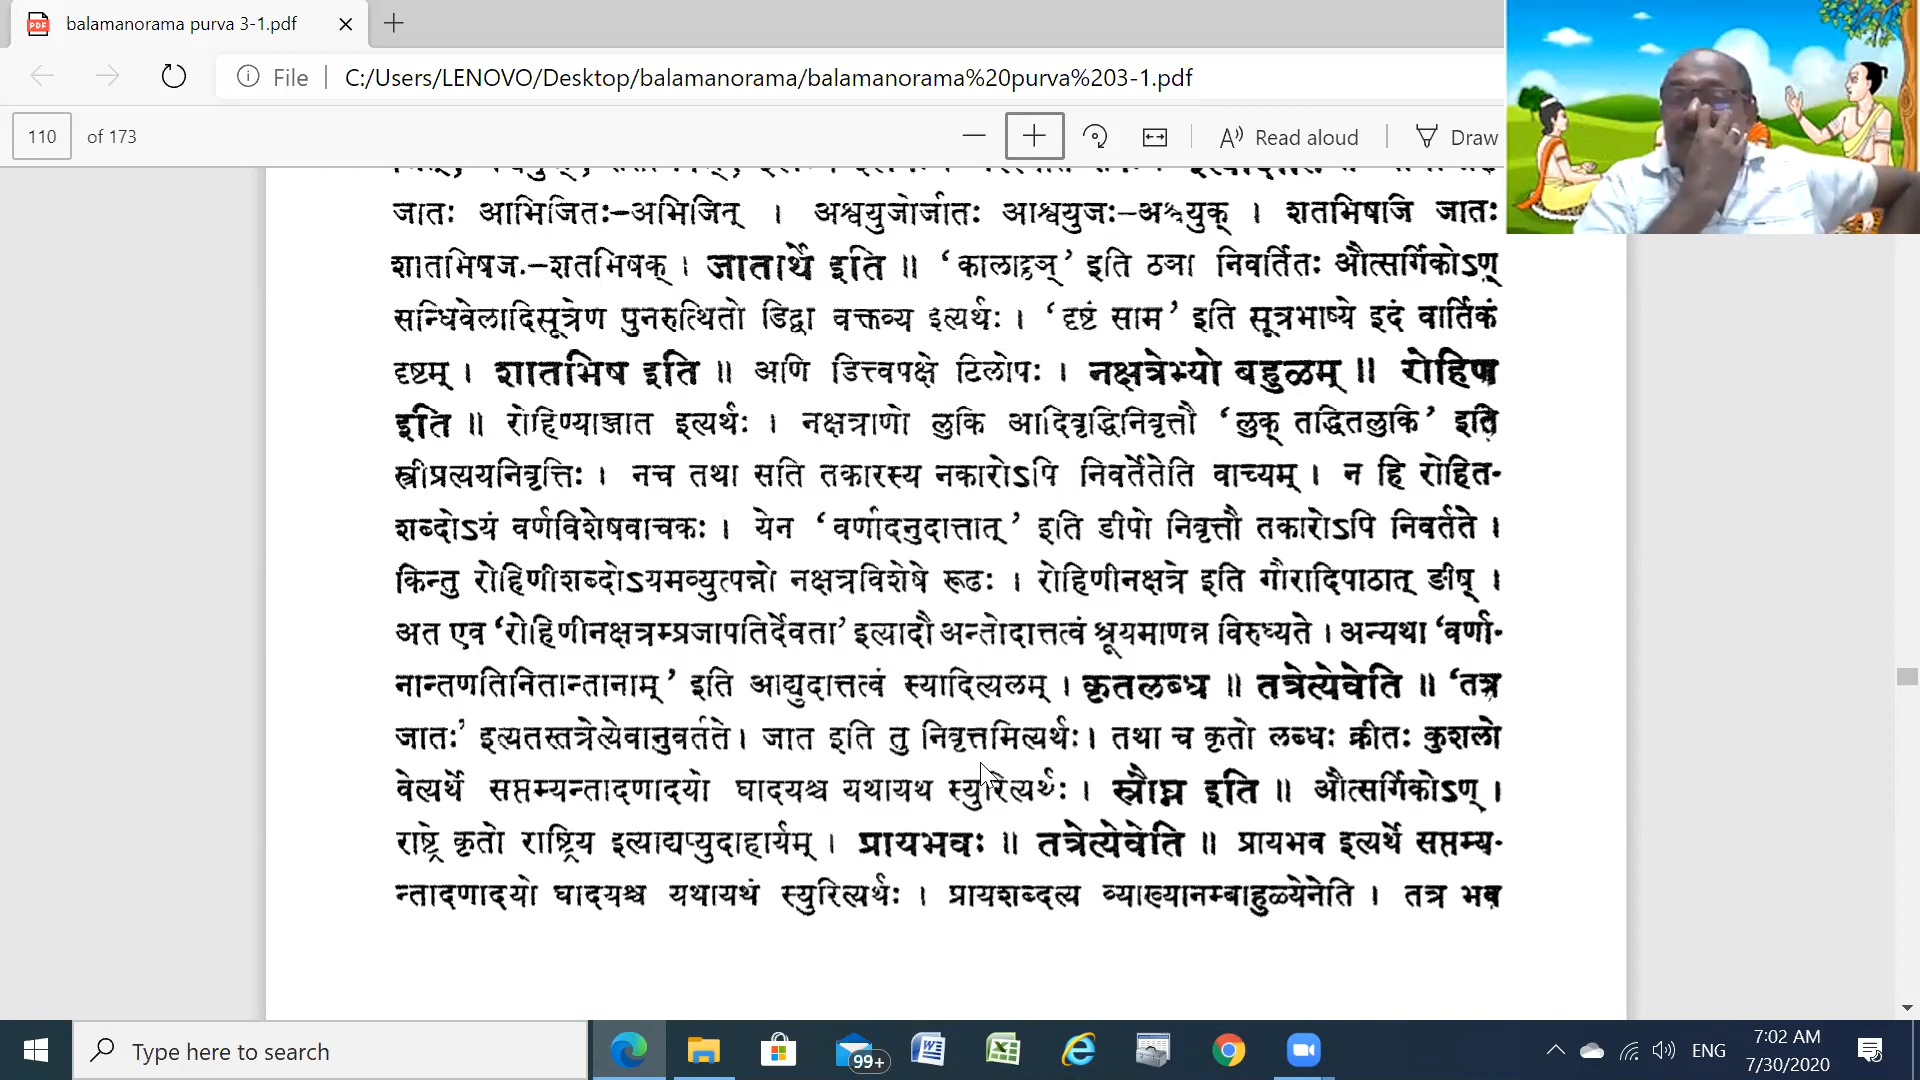 balamanorama purva 3-1.pdf
File | C:/Users/LENOVO/Desktop/balamanorama/balamanorama%20purva%203-1.pdf
110 of 173
Read aloud
Draw
जातः आभिजितः–अभिजित् । अश्वयुजोर्जातः आश्वयुजः–अश्वयुक् । शतभिषजि जातः
शातभिषज.–शतभिषक् । जातार्थे इति ॥ ‘कालाट्ठञ्’ इति ठञा निवर्तितः औत्सर्गिकोऽण्
सन्धिवेलादिसूत्रेण पुनरुत्थितो डिद्वा वक्तव्य इत्यर्थः । ‘दृष्टं साम’ इति सूत्रभाष्ये इदं वार्तिकं
दृष्टम् । शातभिष इति ॥ अणि डित्त्वपक्षे टिलोपः । नक्षत्रेभ्यो बहुळम् ॥ रोहिण
इति ॥ रोहिण्याञ्जात इत्यर्थः । नक्षत्राणो लुकि आदिवृद्धिनिवृत्तौ ‘लुक् तद्धितलुकि’ इति
स्त्रीप्रत्ययनिवृत्तिः । नच तथा सति तकारस्य नकारोऽपि निवर्तेतेति वाच्यम् । न हि रोहित-
शब्दोऽयं वर्णविशेषवाचकः । येन ‘वर्णादनुदात्तात्’ इति डीपो निवृत्तौ तकारोऽपि निवर्तते ।
किन्तु रोहिणीशब्दोऽयमव्युत्पन्नो नक्षत्रविशेषे रूढः । रोहिणीनक्षत्रे इति गौरादिपाठात् ङीष् ।
अत एव ‘रोहिणीनक्षत्रम्प्रजापतिर्देवता’ इत्यादौ अन्तोदात्तत्वं श्रूयमाणन्न विरुध्यते । अन्यथा ‘वर्णा-
नान्तणतिनितान्तानाम्’ इति आद्युदात्तत्वं स्यादित्यलम् । कृतलब्ध ॥ तत्रेत्येवेति ॥ ‘तत्र
जातः’ इत्यतस्तत्रेत्येवानुवर्तते। जात इति तु निवृत्तमित्यर्थः। तथा च कृतो लब्धः क्रीतः कुशलो
वेत्यर्थे सप्तम्यन्तादणादयो घादयश्च यथायथ स्युरित्यर्थः । स्रौघ्न इति ॥ औत्सर्गिकोऽण् ।
राष्ट्रे कृतो राष्ट्रिय इत्याद्यप्युदाहार्यम् । प्रायभवः ॥ तत्रेत्येवेति ॥ प्रायभव इत्यर्थे सप्तम्य-
न्तादणादयो घादयश्च यथायथं स्युरित्यर्थः । प्रायशब्दत्य व्याख्यानम्बाहुळ्येनेति । तत्र भव
Type here to search
99+
ENG
7:02 AM
7/30/2020